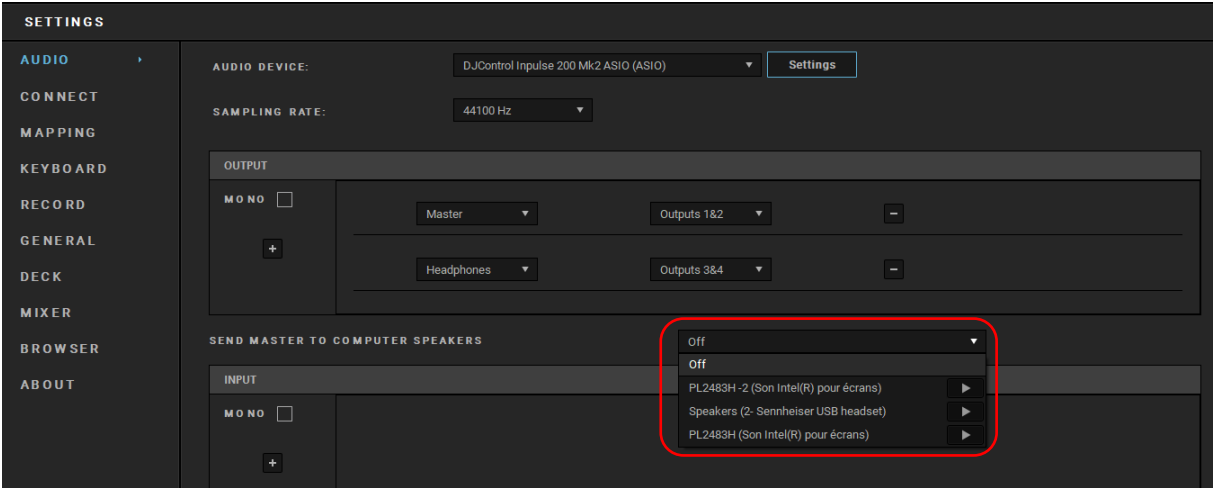 SETTINGS
AUDIO
CONNECT
MAPPING
KEYBOARD
RECORD
GENERAL
DECK
MIXER
BROWSER
ABOUT
AUDIO DEVICE: DJControl Inpulse 200 Mk2 ASIO (ASIO) Settings
SAMPLING RATE: 44100 Hz
OUTPUT
MONO
Master Outputs 1&2 −
+
Headphones Outputs 3&4 −
SEND MASTER TO COMPUTER SPEAKERS Off
Off
PL2483H -2 (Son Intel(R) pour écrans)
Speakers (2- Sennheiser USB headset)
PL2483H (Son Intel(R) pour écrans)
INPUT
MONO
+